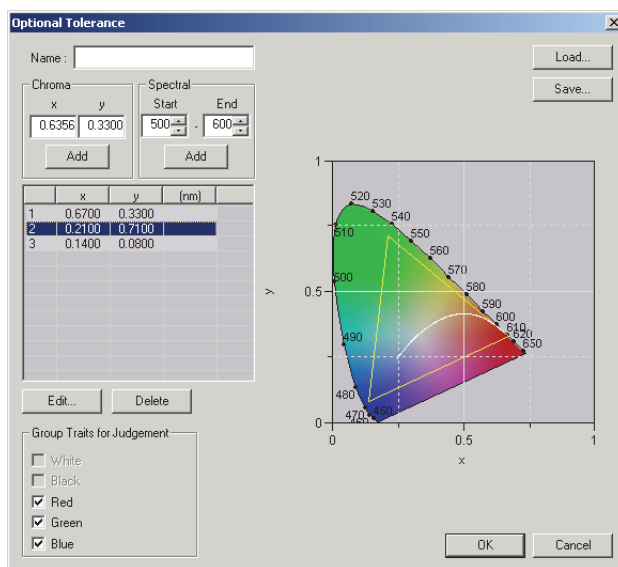 Optional Tolerance
Name :
Load...
Save...
Chroma
x y
0.6356 0.3300
Add
Spectral
Start End
500 - 600
Add
x y (nm)
1 0.6700 0.3300
2 0.2100 0.7100
3 0.1400 0.0800
Edit... Delete
Group Traits for Judgement
White
Black
Red
Green
Blue
1
520
530
540
510
550
560
570
500
580
0.5
590
y
600
610
620
490
650
480
470
450
0
0 0.5 1
x
OK Cancel